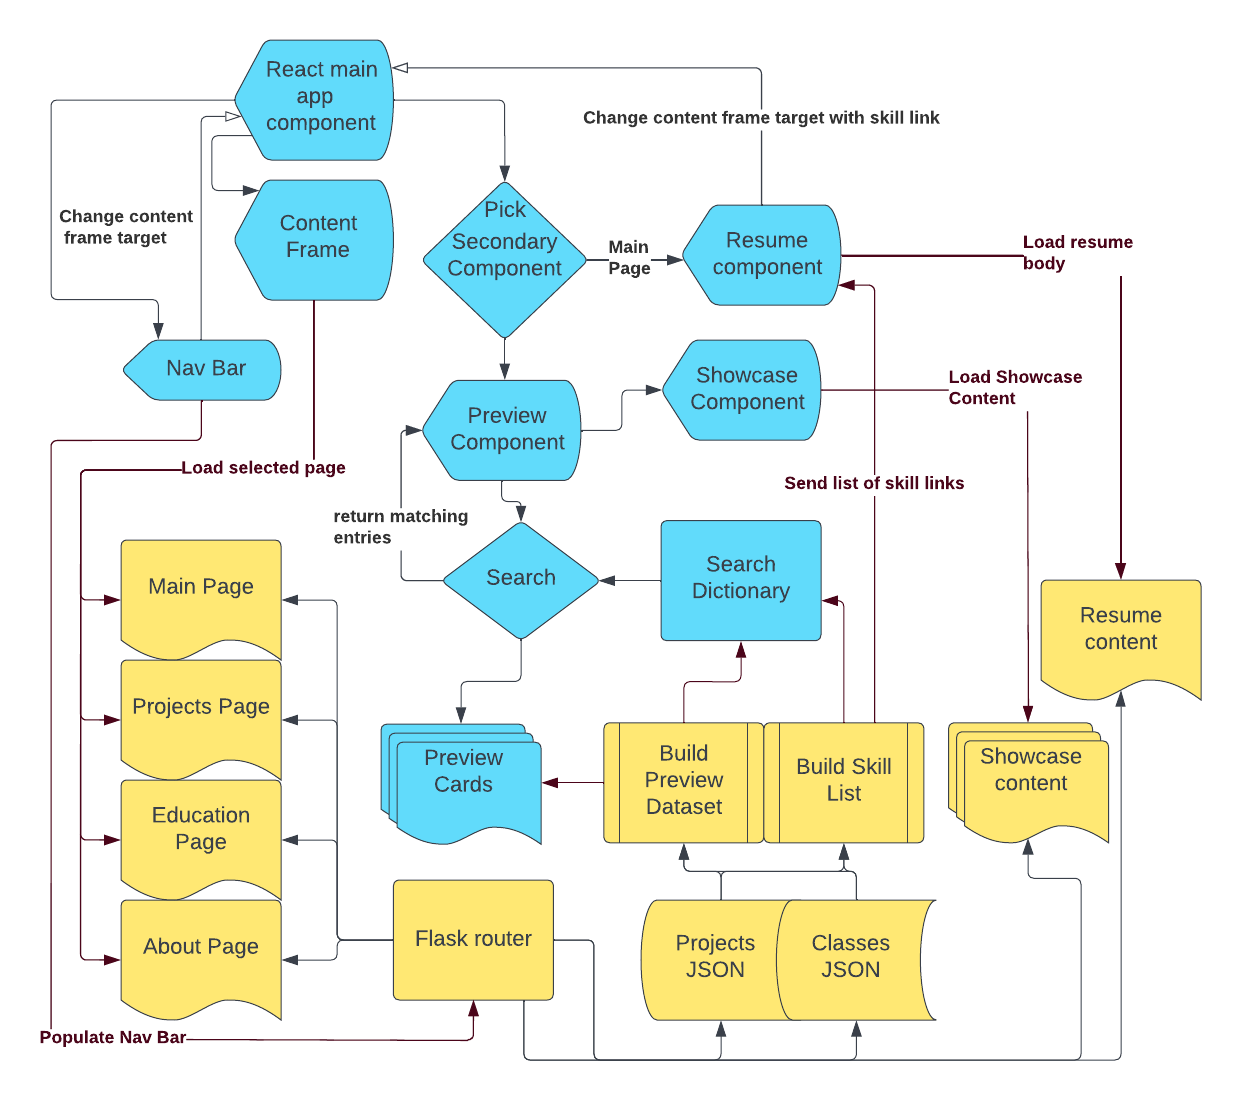 React main
app
component
Change content frame target with skill link
Change content
frame target
Content
Frame
Pick
Secondary
Component
Main
Page
Resume
component
Load resume
body
Nav Bar
Showcase
Component
Load Showcase
Content
Preview
Component
Load selected page
Send list of skill links
return matching
entries
Search
Search
Dictionary
Main Page
Resume
content
Projects Page
Preview
Cards
Build
Preview
Dataset
Build Skill
List
Showcase
content
Education
Page
About Page
Flask router
Projects
JSON
Classes
JSON
Populate Nav Bar